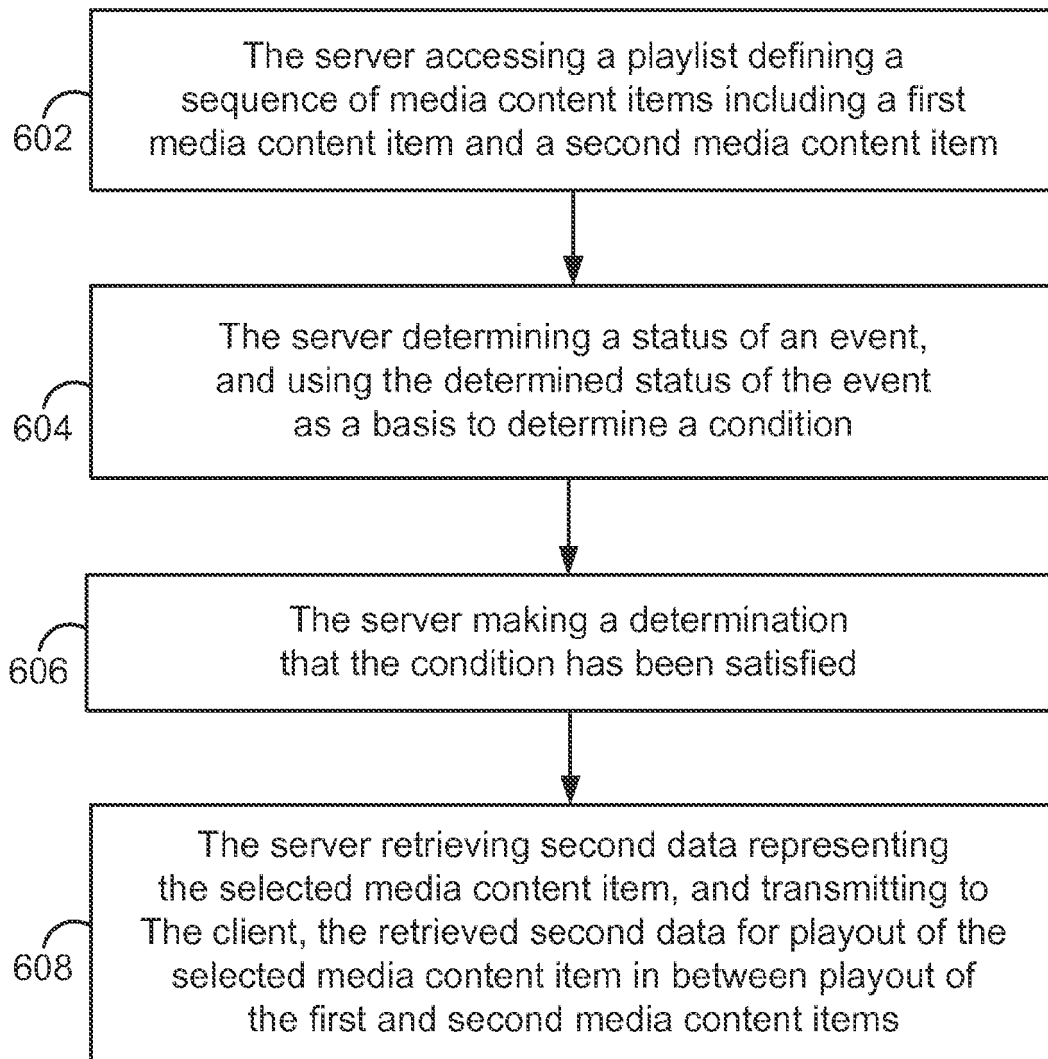 The server accessing a playlist defining a
sequence of media content items including a first
media content item and a second media content item
602
The server determining a status of an event,
and using the determined status of the event
as a basis to determine a condition
604
The server making a determination
that the condition has been satisfied
606
The server retrieving second data representing
the selected media content item, and transmitting to
The client, the retrieved second data for playout of the
selected media content item in between playout of
the first and second media content items
608